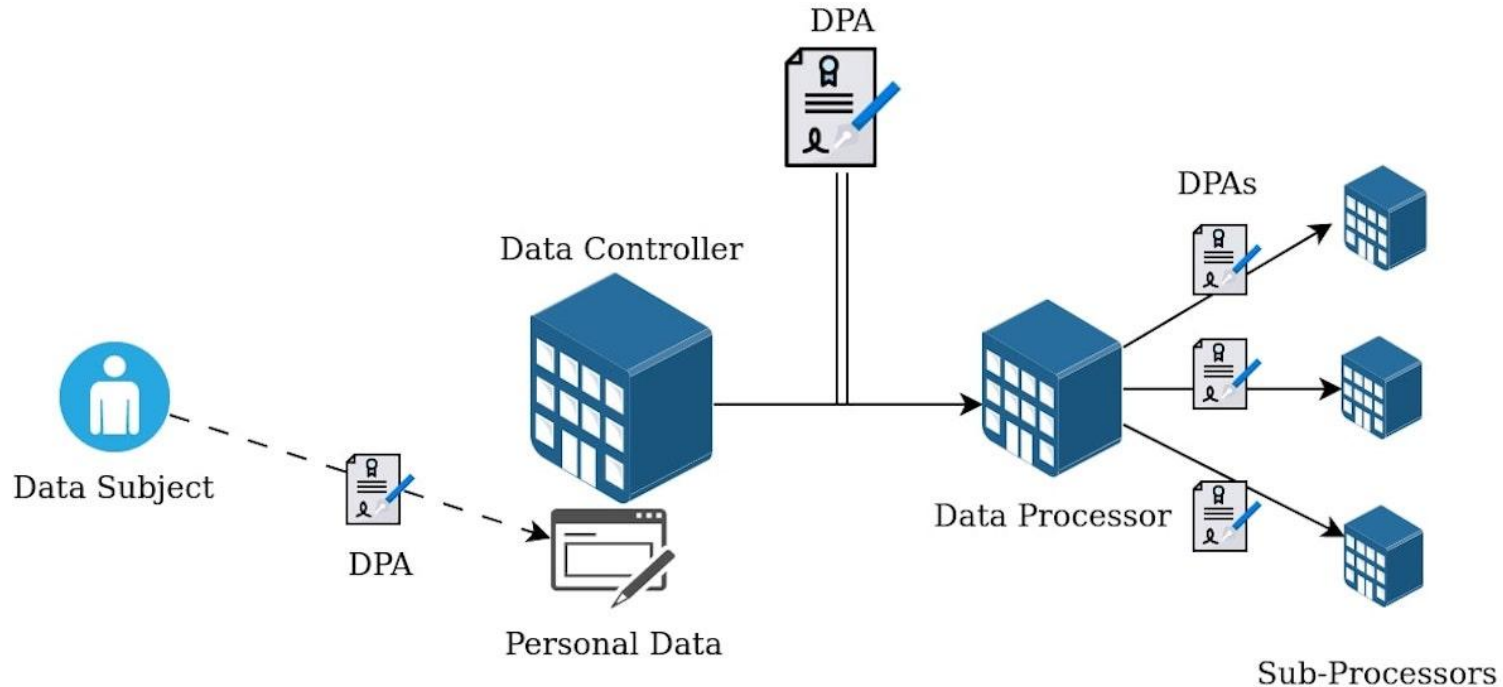 DPA
DPAs
Data Controller
Data Subject
DPA
Data Processor
Personal Data
Sub-Processors